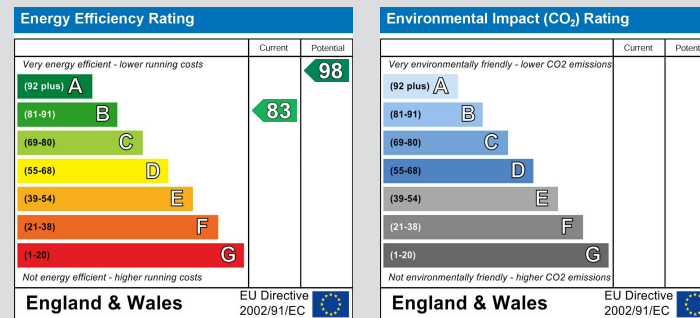 Energy Efficiency Rating
Current Potential
Very energy efficient - lower running costs
98
(92 plus) A
(81-91) B
83
(69-80) C
(55-68) D
(39-54) E
(21-38) F
(1-20) G
Not energy efficient - higher running costs
England & Wales
EU Directive
2002/91/EC
Environmental Impact (CO₂) Rating
Current Potent
Very environmentally friendly - lower CO2 emissions
(92 plus) A
(81-91) B
(69-80) C
(55-68) D
(39-54) E
(21-38) F
(1-20) G
Not environmentally friendly - higher CO2 emissions
England & Wales
EU Directive
2002/91/EC